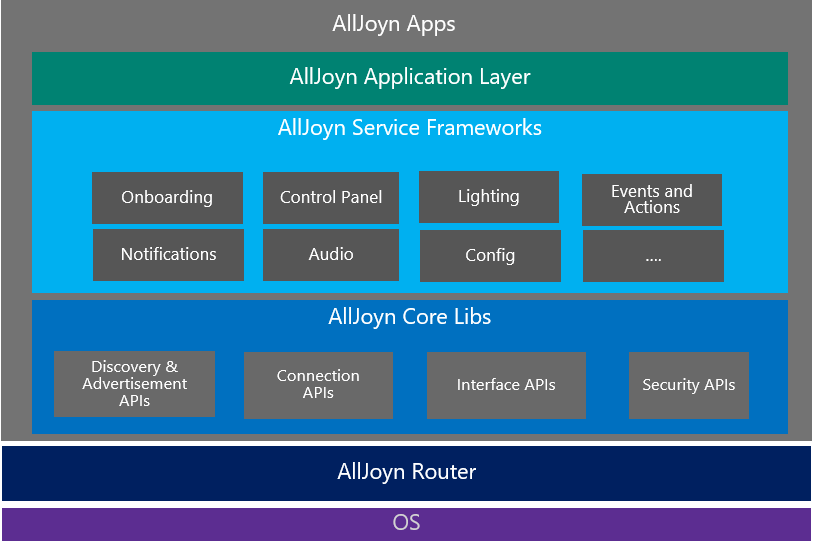 AllJoyn Apps
AllJoyn Application Layer
AllJoyn Service Frameworks
Onboarding
Control Panel
Lighting
Events and
Actions
Notifications
Audio
Config
....
AllJoyn Core Libs
Discovery &
Advertisement
APIs
Connection
APIs
Interface APIs
Security APIs
AllJoyn Router
OS